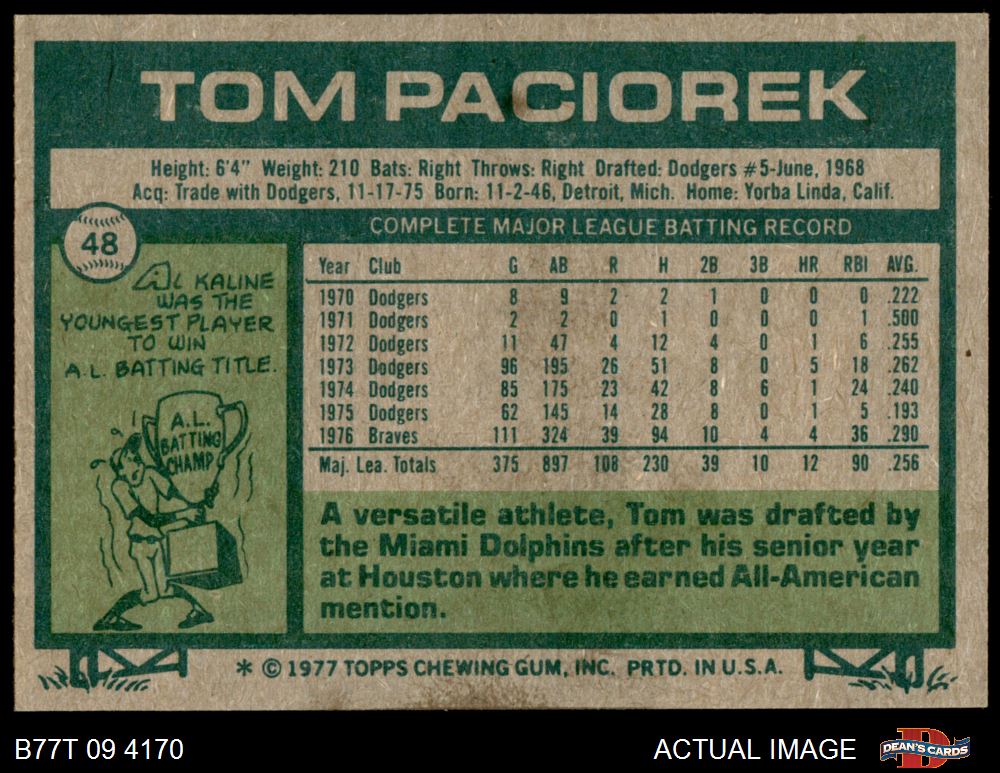 TOM PACIOREK
Height: 6'4" Weight: 210 Bats: Right Throws: Right Drafted: Dodgers #5-June, 1968
Acq: Trade with Dodgers, 11-17-75 Born: 11-2-46, Detroit, Mich. Home: Yorba Linda, Calif.
48
COMPLETE MAJOR LEAGUE BATTING RECORD
AL KALINE
WAS THE
YOUNGEST PLAYER
TO WIN
A.L. BATTING TITLE.
A.L.
BATTING
CHAMP
Year Club G AB R H 2B 3B HR RBI AVG.
1970 Dodgers 8 9 2 2 1 0 0 0 .222
1971 Dodgers 2 2 0 1 0 0 0 1 .500
1972 Dodgers 11 47 4 12 4 0 1 6 .255
1973 Dodgers 96 195 26 51 8 0 5 18 .262
1974 Dodgers 85 175 23 42 8 6 1 24 .240
1975 Dodgers 62 145 14 28 8 0 1 5 .193
1976 Braves 111 324 39 94 10 4 4 36 .290
Maj. Lea. Totals 375 897 108 230 39 10 12 90 .256
A versatile athlete, Tom was drafted by
the Miami Dolphins after his senior year
at Houston where he earned All-American
mention.
* © 1977 TOPPS CHEWING GUM, INC. PRTD. IN U.S.A.
B77T 09 4170
ACTUAL IMAGE
DEAN'S CARDS